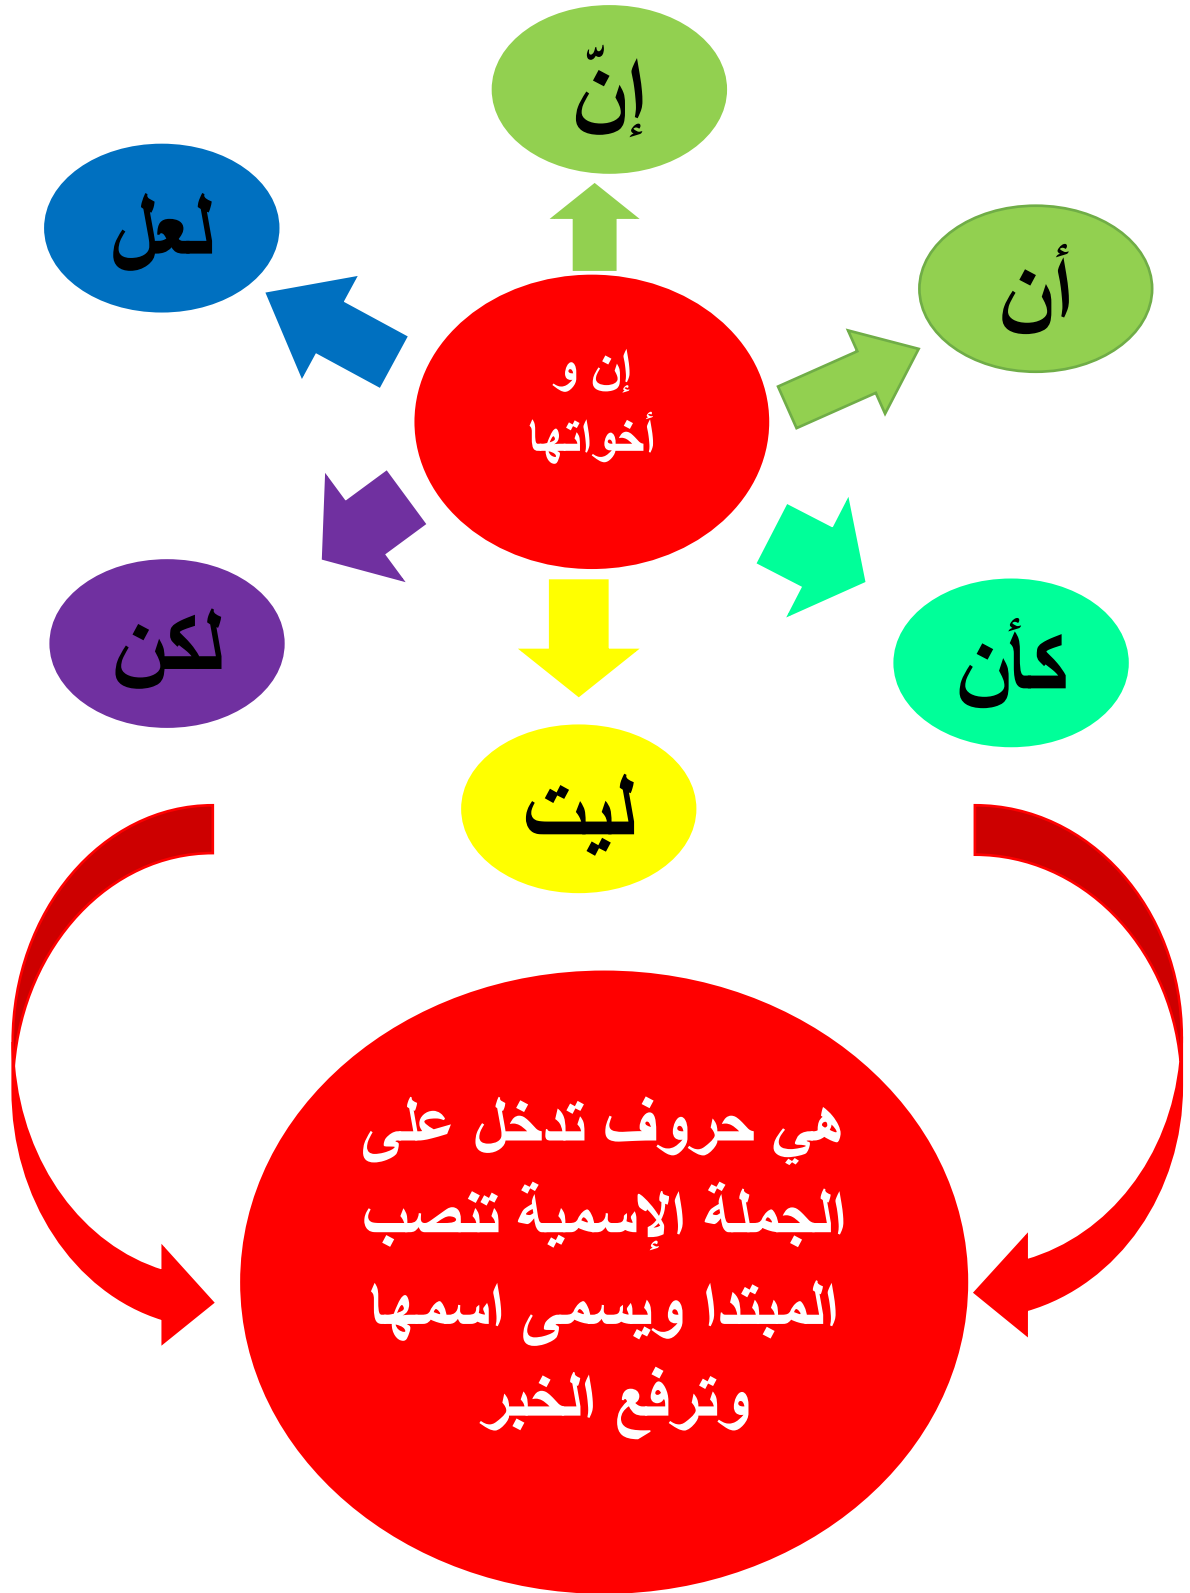 إنّ
لعل
أن
إن و
أخواتها
لكن
كأن
ليت
هي حروف تدخل على
الجملة الإسمية تنصب
المبتدا ويسمى اسمها
وترفع الخبر